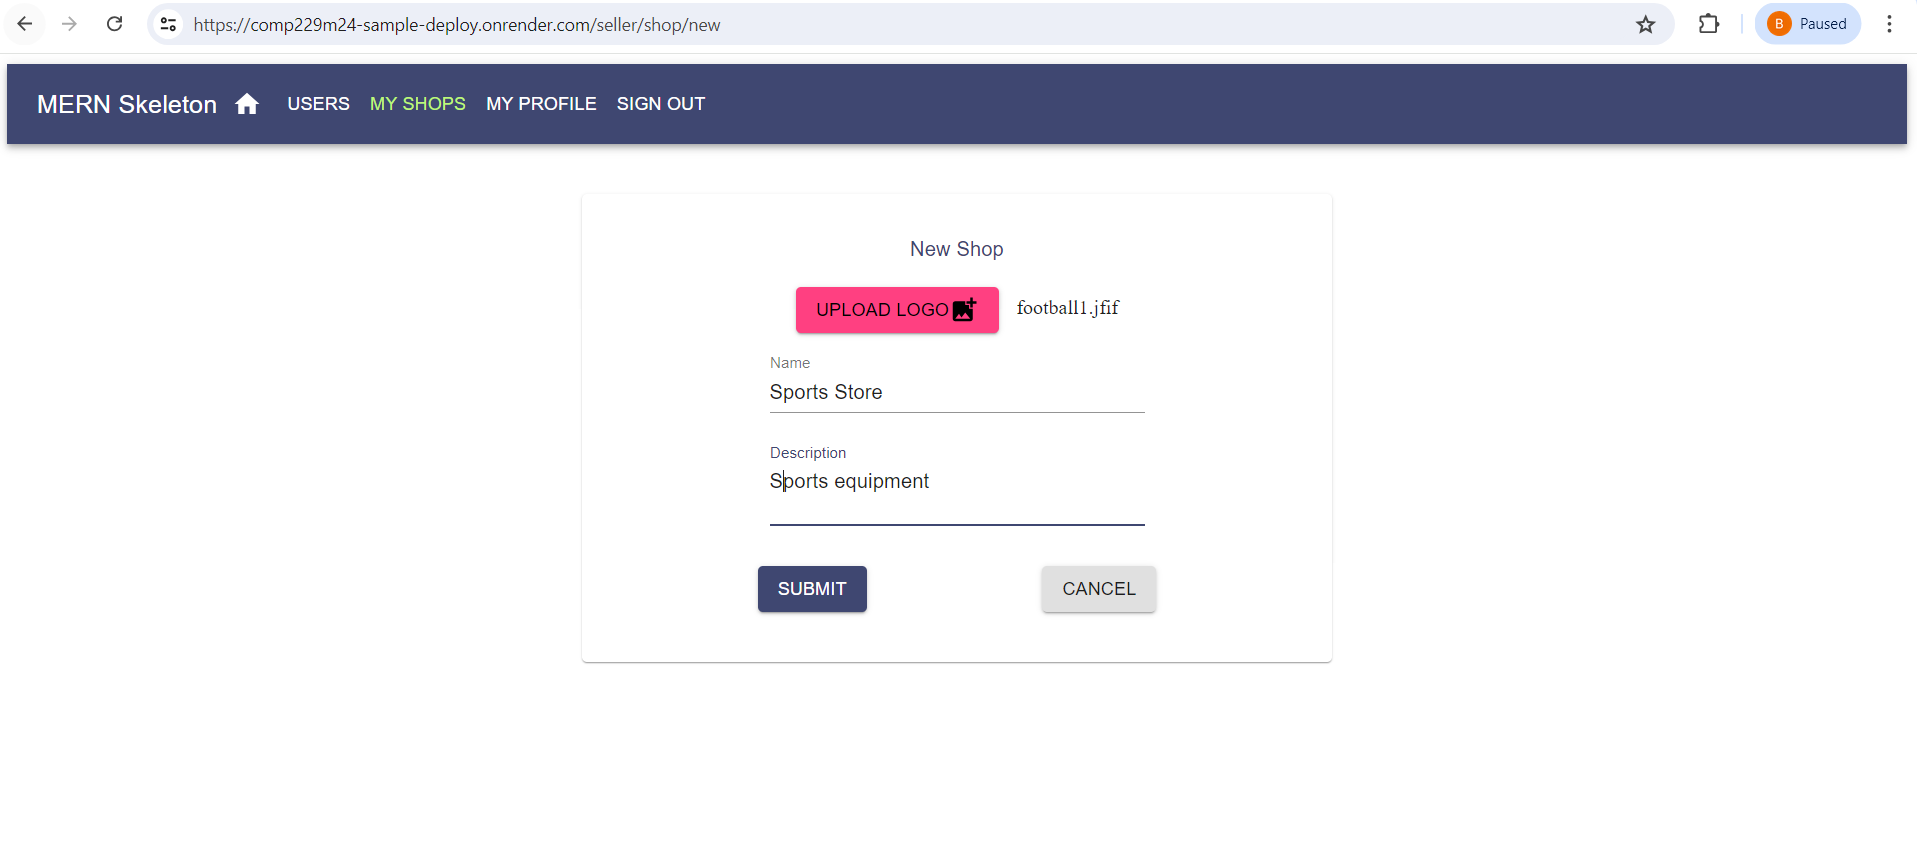 https://comp229m24-sample-deploy.onrender.com/seller/shop/new
B Paused
MERN Skeleton USERS MY SHOPS MY PROFILE SIGN OUT
New Shop
UPLOAD LOGO football1.jfif
Name
Sports Store
Description
Sports equipment
SUBMIT CANCEL